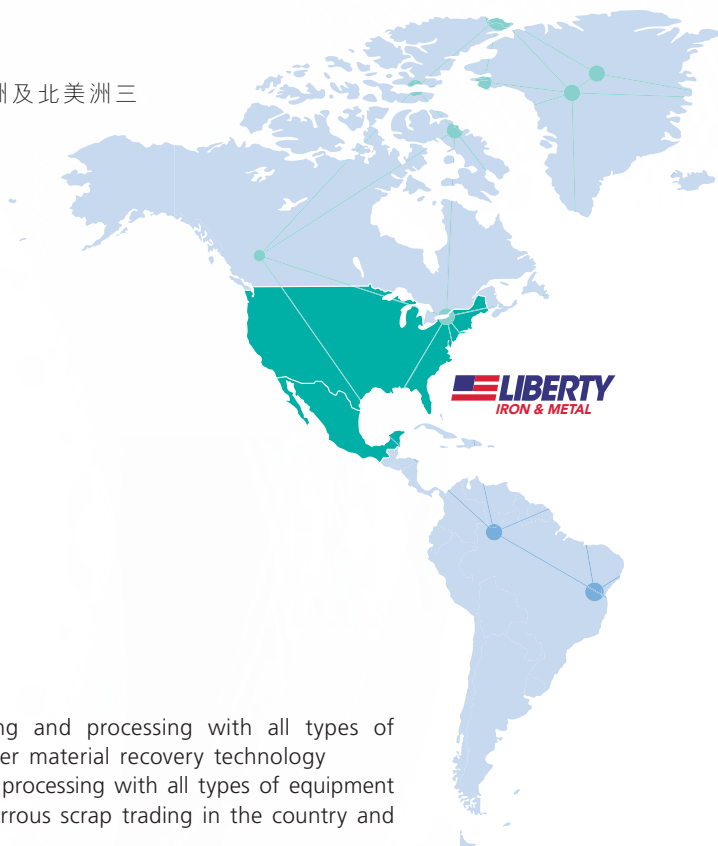 洲及北美洲三
LIBERTY
IRON & METAL
ng and processing with all types of
er material recovery technology
processing with all types of equipment
rrous scrap trading in the country and